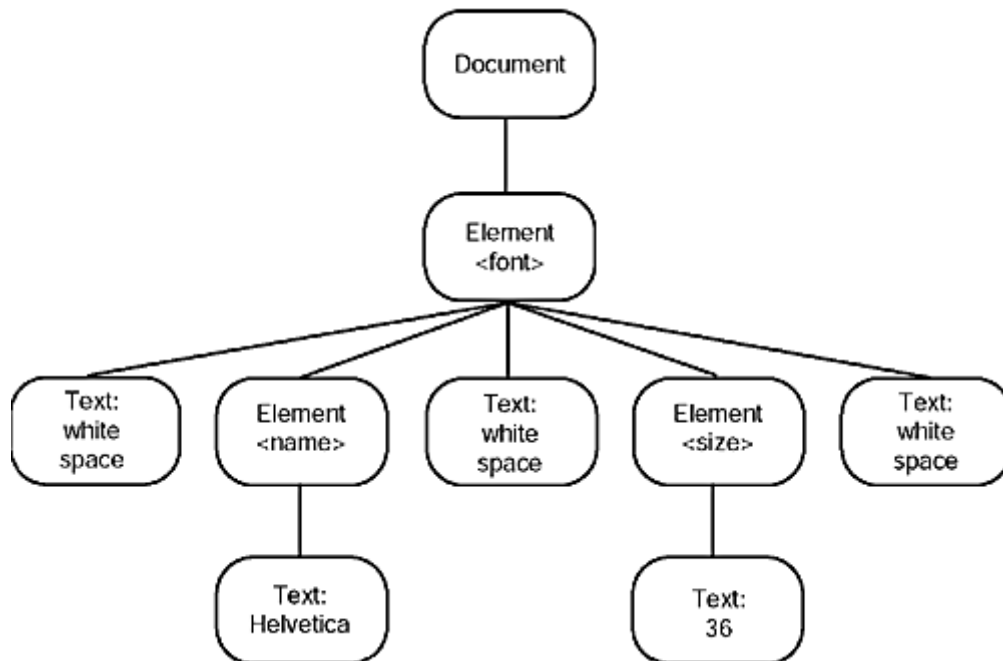 Document
Element
<font>
Text:
white
space
Element
<name>
Text:
white
space
Element
<size>
Text:
white
space
Text:
Helvetica
Text:
36